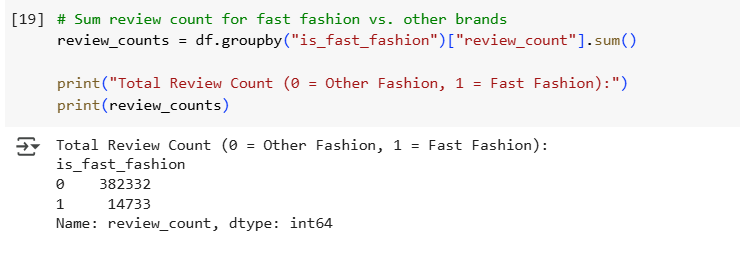 [19] # Sum review count for fast fashion vs. other brands
review_counts = df.groupby("is_fast_fashion")["review_count"].sum()
print("Total Review Count (0 = Other Fashion, 1 = Fast Fashion):")
print(review_counts)
Total Review Count (0 = Other Fashion, 1 = Fast Fashion):
is_fast_fashion
0    382332
1     14733
Name: review_count, dtype: int64